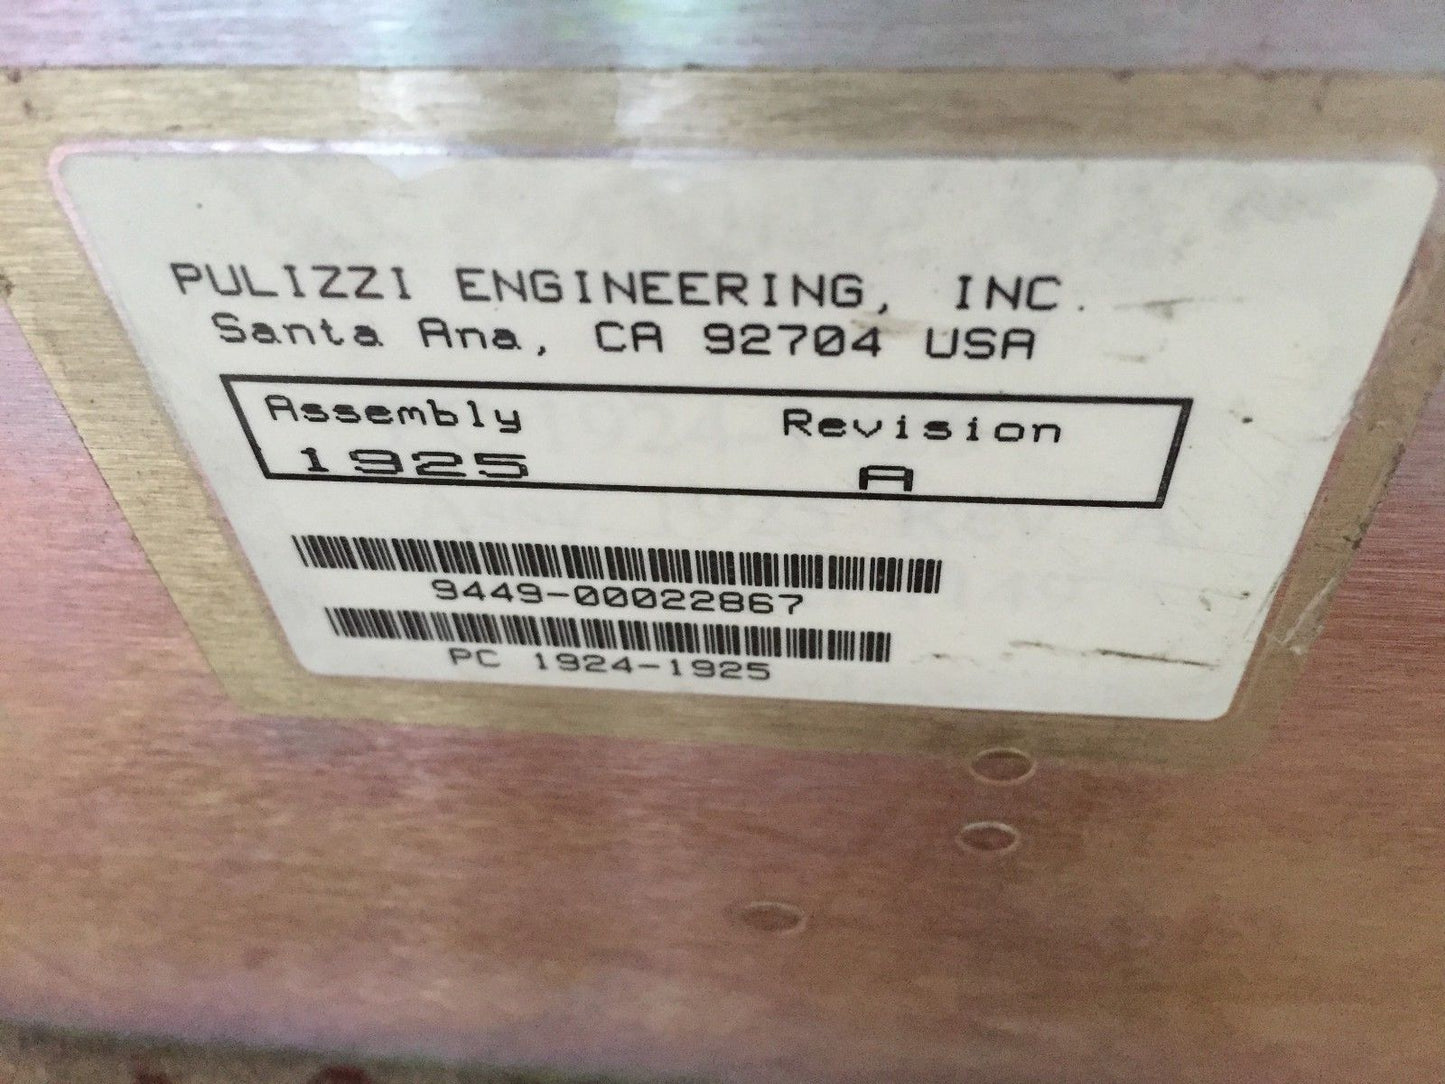 PULIZZI ENGINEERING, INC.
Santa Ana, CA 92704 USA
Assembly Revision
1925 A
9449-00022867
PC 1924-1925